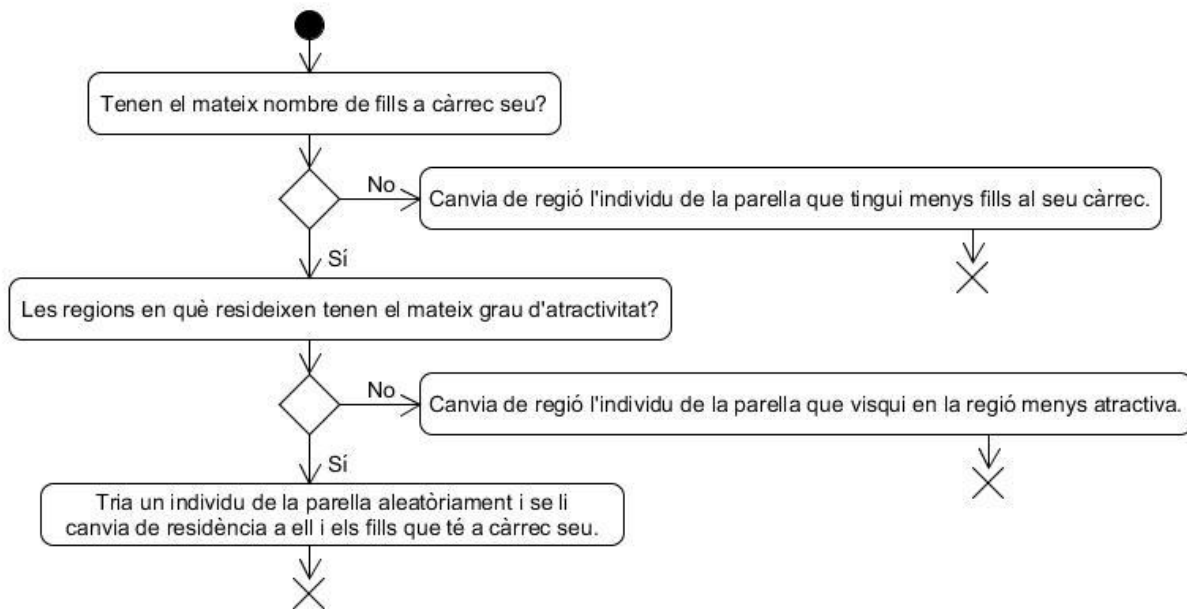 Tenen el mateix nombre de fills a càrrec seu?
No
Canvia de regió l'individu de la parella que tingui menys fills al seu càrrec.
Sí
Les regions en què resideixen tenen el mateix grau d'atractivitat?
No
Canvia de regió l'individu de la parella que visqui en la regió menys atractiva.
Sí
Tria un individu de la parella aleatòriament i se li
canvia de residència a ell i els fills que té a càrrec seu.